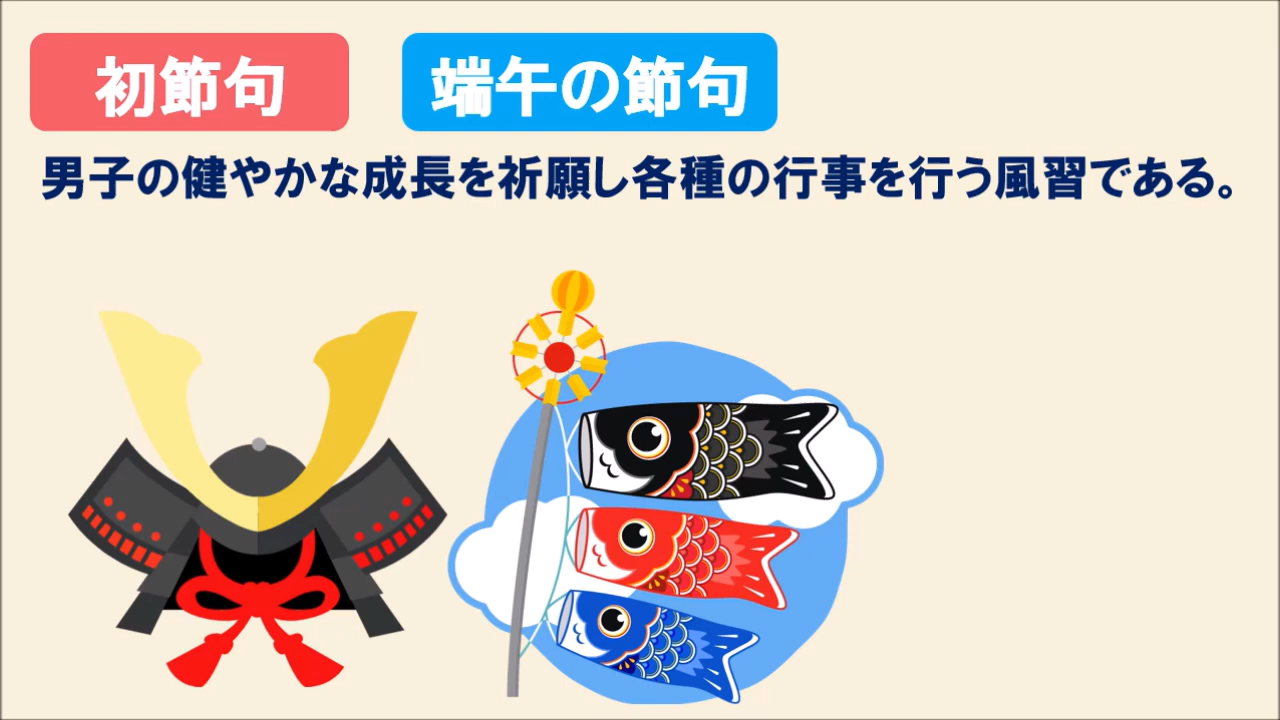 初節句
端午の節句
男子の健やかな成長を祈願し各種の行事を行う風習である。